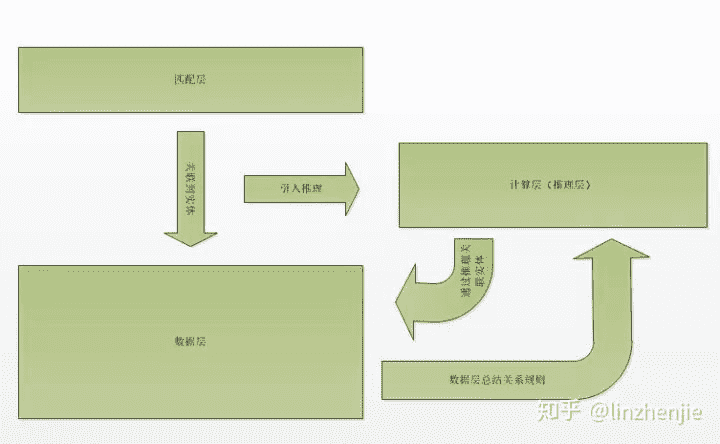 匹配层
关联到实体
引入推理
计算层（推理层）
通过推理关
联实体
数据层
数据层总结关系规则
知乎 @linzhenjie